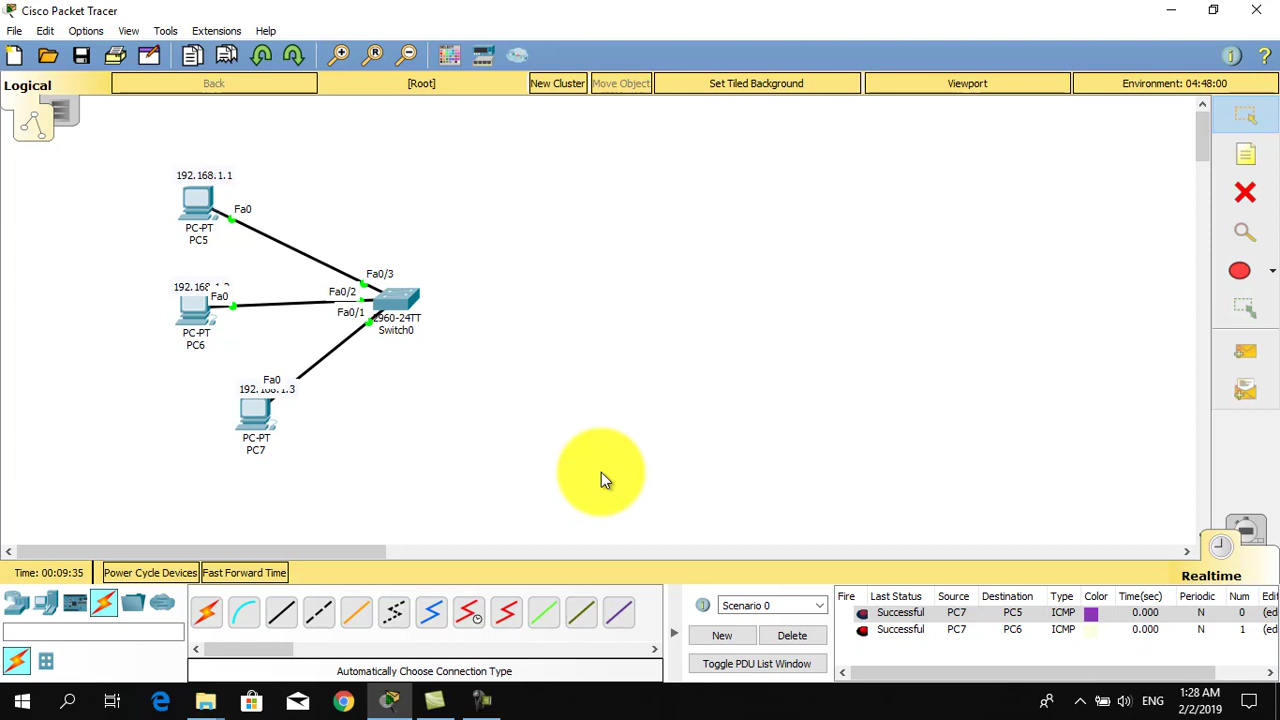 Cisco Packet Tracer
File Edit Options View Tools Extensions Help
Logical Back [Root] New Cluster Move Object Set Tiled Background Viewport Environment: 04:48:00
192.168.1.1
Fa0
PC-PT
PC5
Fa0/3
Fa0
Fa0/2
Fa0/1
PC-PT
PC6
2960-24TT
Switch0
Fa0
192.168.1.3
PC-PT
PC7
Time: 00:09:35 Power Cycle Devices Fast Forward Time Realtime
Scenario 0
New Delete
Toggle PDU List Window
Fire Last Status Source Destination Type Color Time(sec) Periodic Num Edit
Successful PC7 PC5 ICMP 0.000 N 0 (ed
Successful PC7 PC6 ICMP 0.000 N 1 (ed
Automatically Choose Connection Type
ENG
1:28 AM
2/2/2019